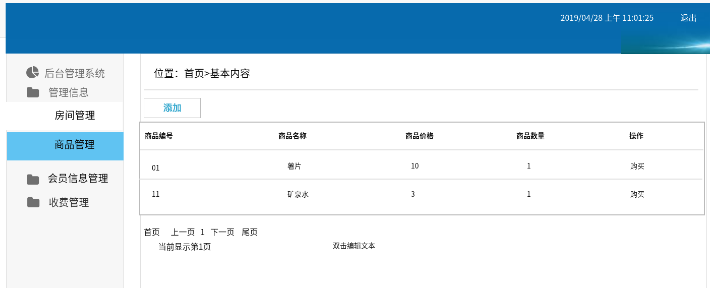 2019/04/28 上午 11:01:25 退出
后台管理系统
管理信息
房间管理
商品管理
会员信息管理
收费管理
位置：首页>基本内容
添加
商品编号 商品名称 商品价格 商品数量 操作
01 薯片 10 1 购买
11 矿泉水 3 1 购买
首页 上一页 1 下一页 尾页
当前显示第1页 双击编辑文本